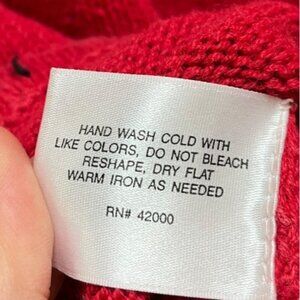 HAND WASH COLD WITH
LIKE COLORS, DO NOT BLEACH
RESHAPE, DRY FLAT
WARM IRON AS NEEDED
RN# 42000